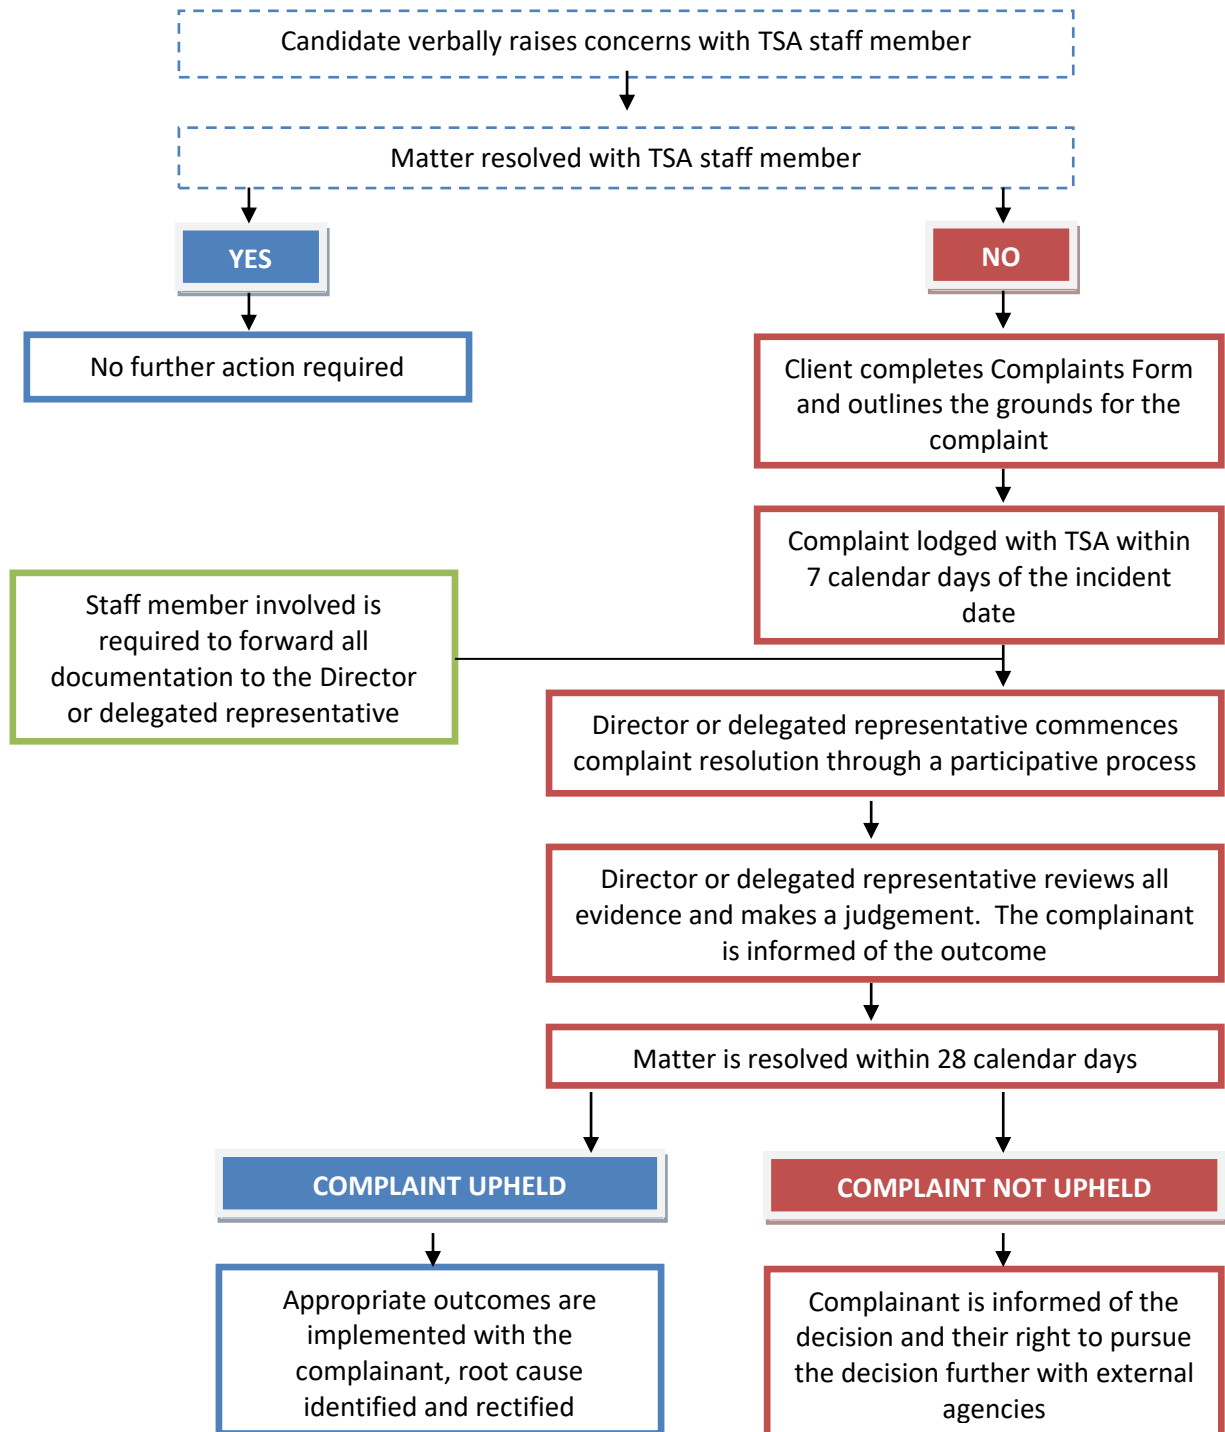 Candidate verbally raises concerns with TSA staff member
Matter resolved with TSA staff member
YES
NO
No further action required
Client completes Complaints Form
and outlines the grounds for the
complaint
Complaint lodged with TSA within
7 calendar days of the incident
date
Staff member involved is
required to forward all
documentation to the Director
or delegated representative
Director or delegated representative commences
complaint resolution through a participative process
Director or delegated representative reviews all
evidence and makes a judgement.  The complainant
is informed of the outcome
Matter is resolved within 28 calendar days
COMPLAINT UPHELD
COMPLAINT NOT UPHELD
Appropriate outcomes are
implemented with the
complainant, root cause
identified and rectified
Complainant is informed of the
decision and their right to pursue
the decision further with external
agencies